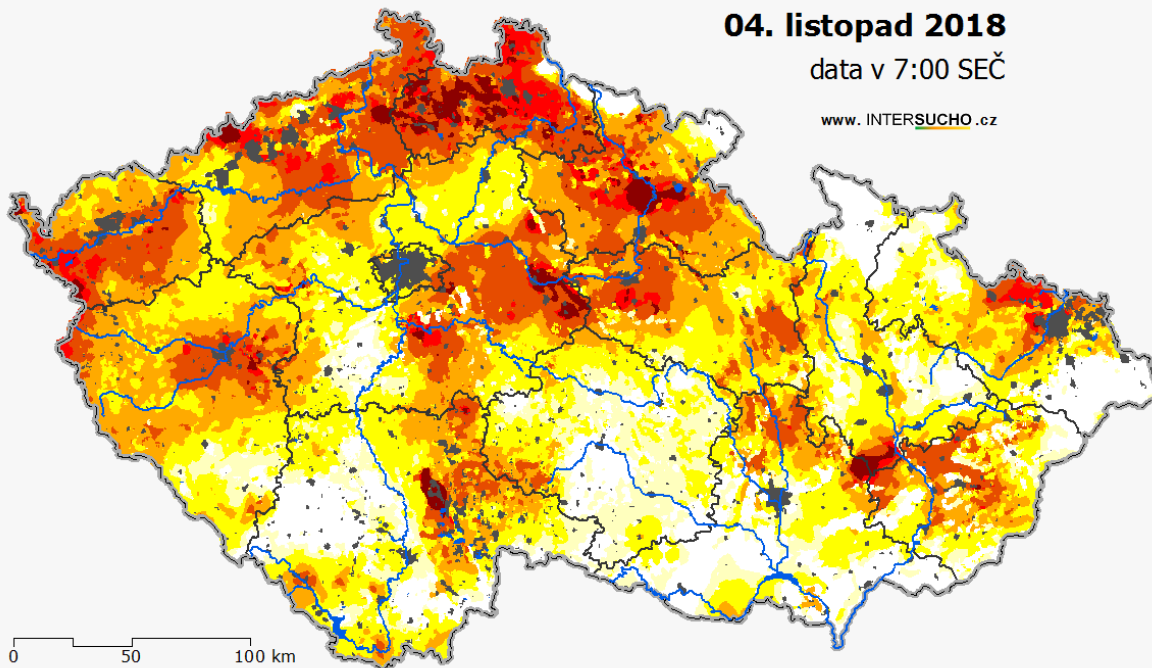 04. listopad 2018
data v 7:00 SEČ
www. INTERSUCHO .cz
0 50 100 km